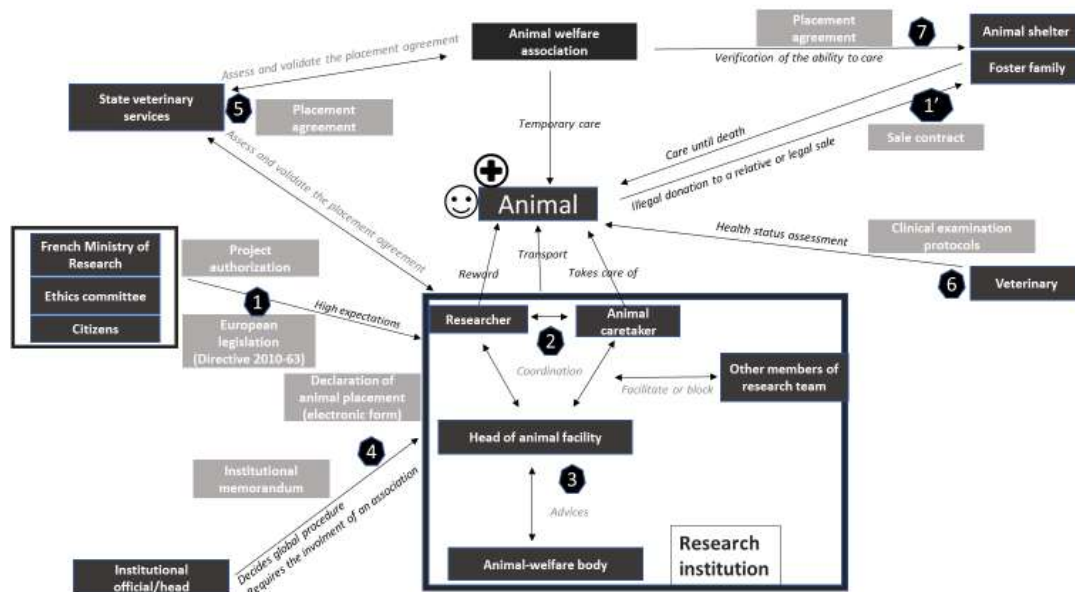 Placement
agreement
7
Animal shelter
Animal welfare
association
Assess and validate the placement agreement
Verification of the ability to care
Foster family
State veterinary
services
5
Placement
agreement
1’
Sale contract
Temporary care
Care until death
Illegal donation to a relative or legal sale
Assess and validate the placement agreement
Animal
Health status assessment
Clinical examination
protocols
French Ministry of
Research
Ethics committee
Citizens
Project
authorization
1
High expectations
European
legislation
(Directive 2010-63)
Reward
Transport
Takes care of
6
Veterinary
Researcher
2
Animal
caretaker
Coordination
Facilitate or block
Other members of
research team
Declaration of
animal placement
(electronic form)
4
Institutional
memorandum
Head of animal facility
3
Advices
Decides global procedure
Requires the involment of an association
Institutional
official/head
Animal-welfare body
Research
institution